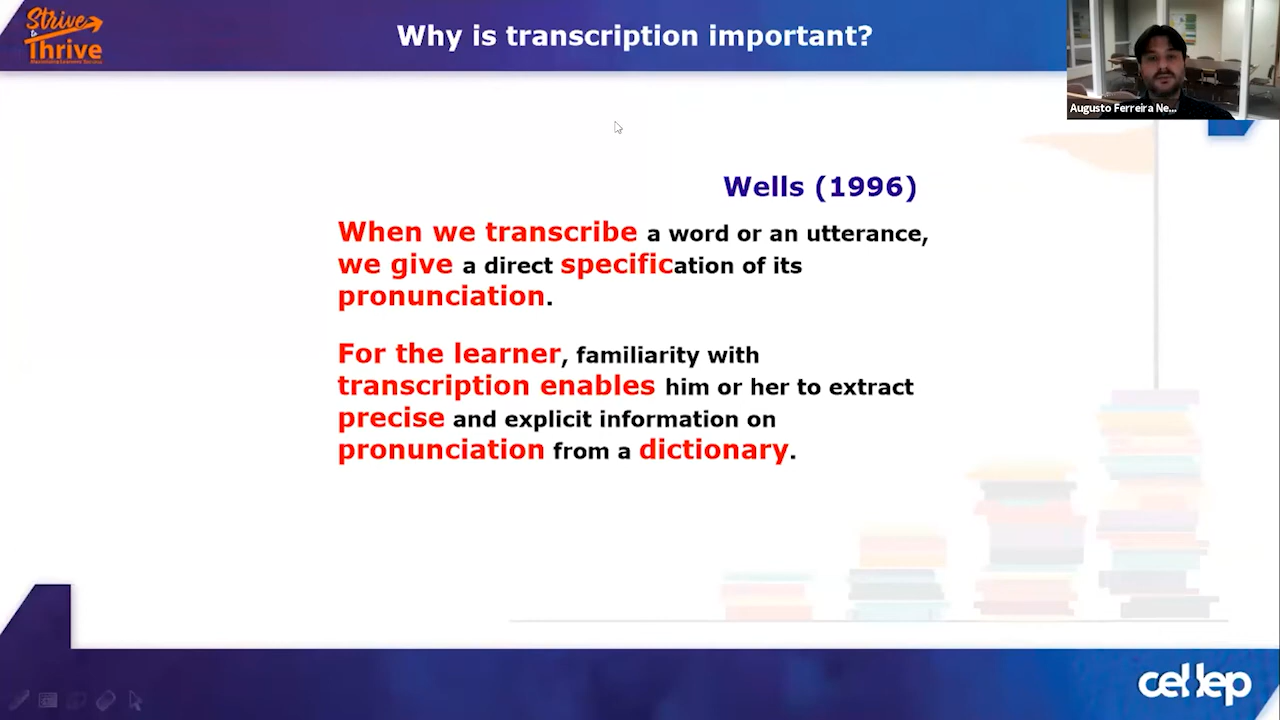 Strive
to
Thrive
Why is transcription important?
Augusto Ferreira Ne...
Wells (1996)
When we transcribe a word or an utterance,
we give a direct specification of its
pronunciation.
For the learner, familiarity with
transcription enables him or her to extract
precise and explicit information on
pronunciation from a dictionary.
cellep